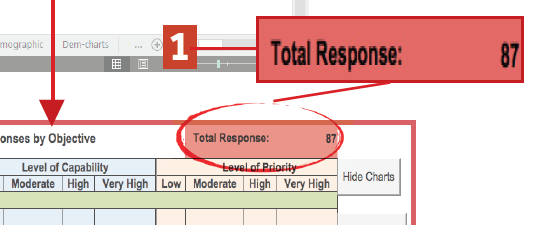 Total Response: 87
1
mographic Dem-charts ...
onses by Objective Total Response: 87
Level of Capability Level of Priority
Moderate High Very High Low Moderate High Very High
Hide Charts